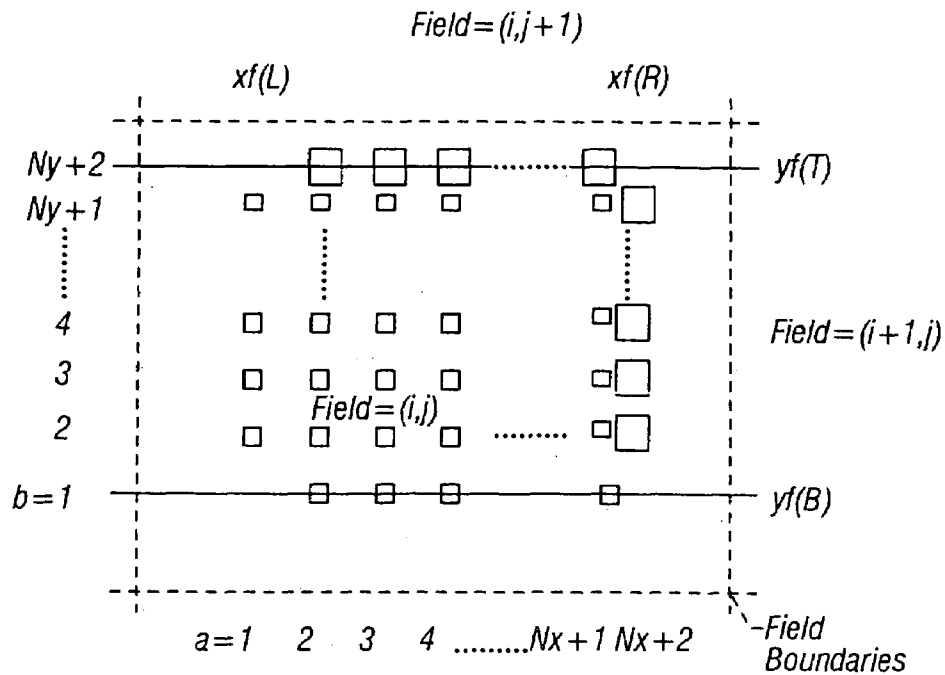 Field=(i,j+1)
xf(L) xf(R)
Ny+2 yf(T)
Ny+1
4
Field=(i+1,j)
3
Field=(i,j)
2
b=1 yf(B)
a=1 2 3 4 .........Nx+1 Nx+2
Field
Boundaries